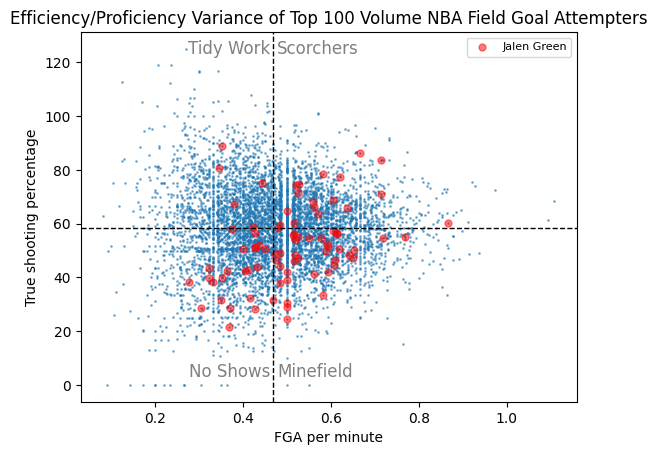 Efficiency/Proficiency Variance of Top 100 Volume NBA Field Goal Attempters
Tidy Work
Scorchers
Jalen Green
True shooting percentage
120
100
80
60
40
20
0
No Shows
Minefield
0.2
0.4
0.6
0.8
1.0
FGA per minute